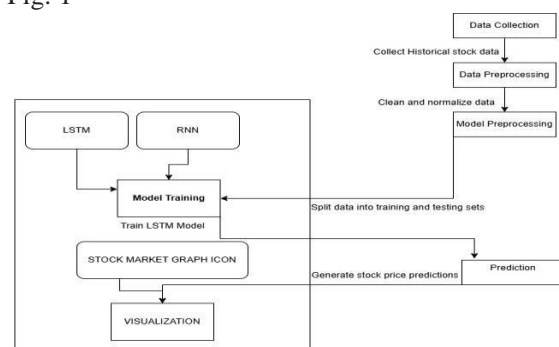 Fig. 1
Data Collection
Collect Historical stock data
Data Preprocessing
Clean and normalize data
Model Preprocessing
LSTM
RNN
Model Training
Split data into training and testing sets
Train LSTM Model
STOCK MARKET GRAPH ICON
Generate stock price predictions
Prediction
VISUALIZATION